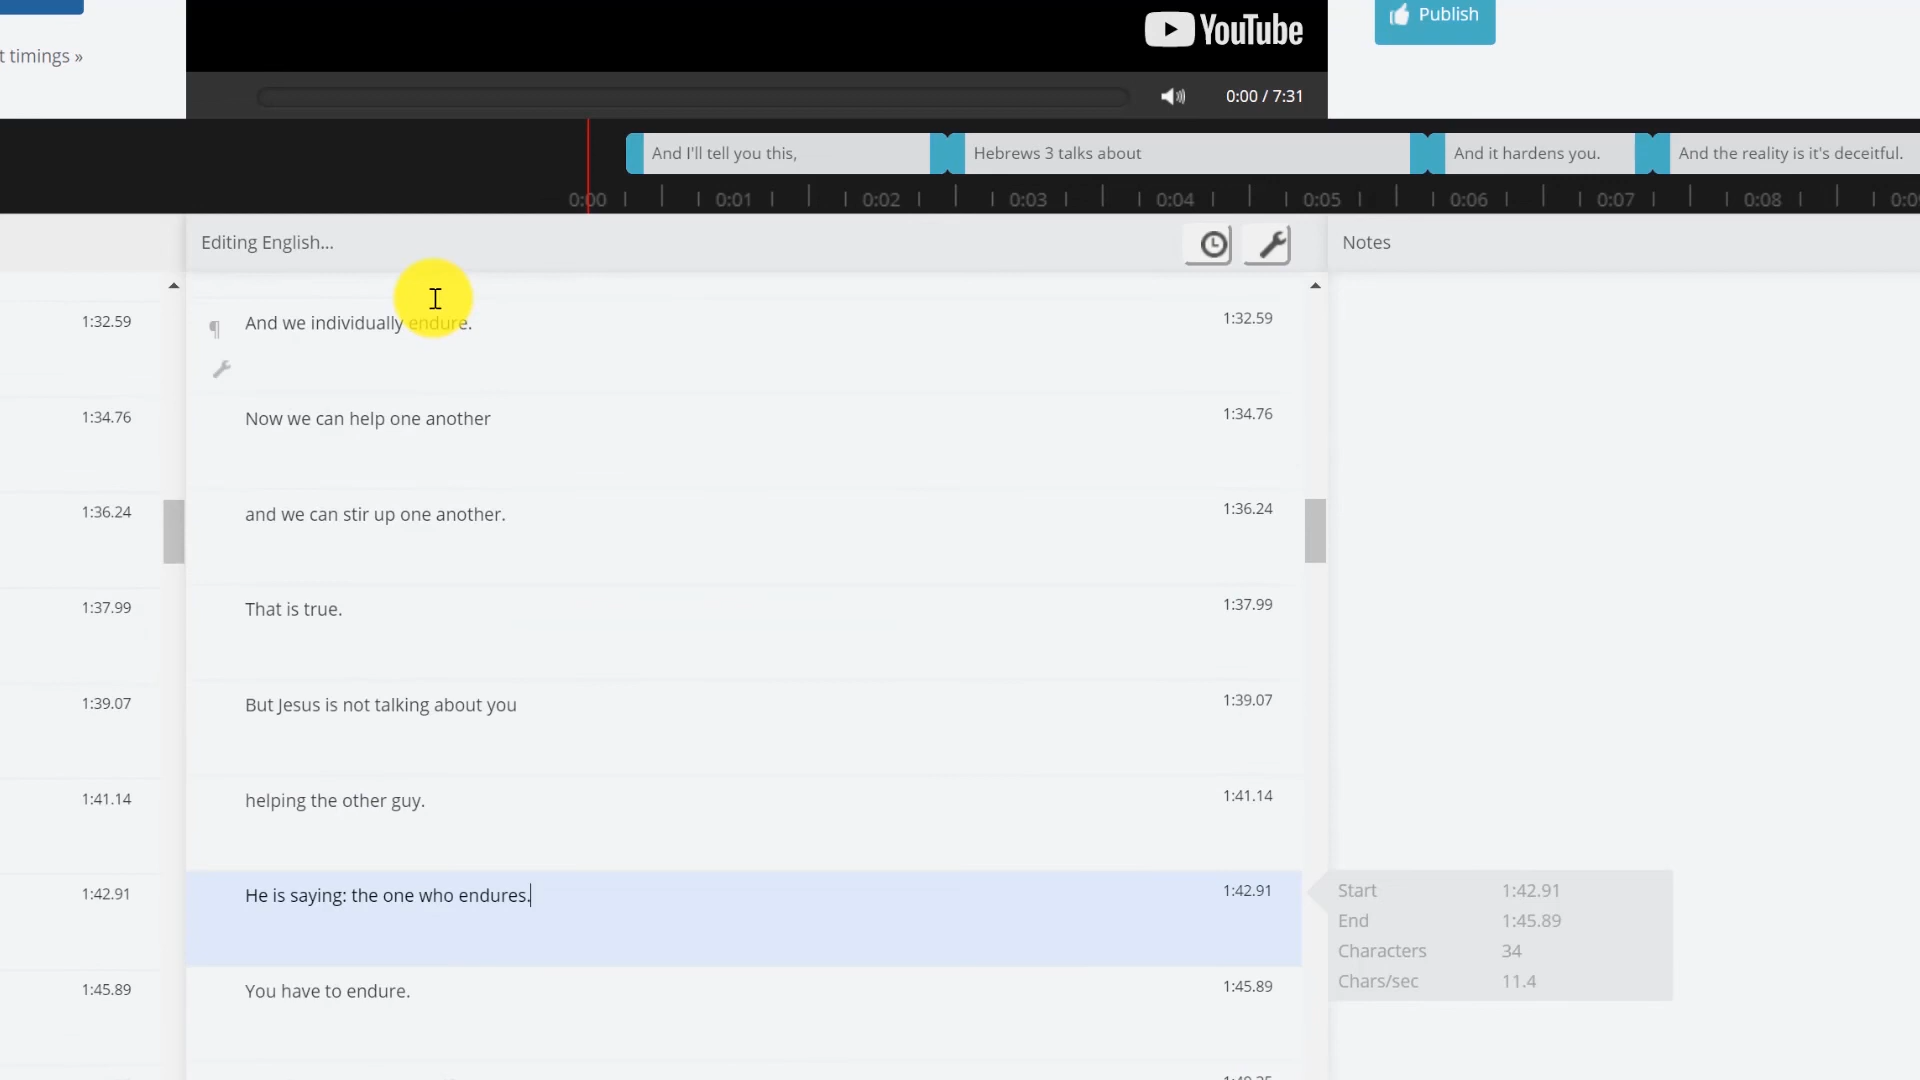 YouTube
Publish
t timings »
0:00 / 7:31
And I'll tell you this,
Hebrews 3 talks about
And it hardens you.
And the reality is it's deceitful.
0:00 0:01 0:02 0:03 0:04 0:05 0:06 0:07 0:08
Editing English...
Notes
1:32.59 And we individually endure. 1:32.59
1:34.76 Now we can help one another 1:34.76
1:36.24 and we can stir up one another. 1:36.24
1:37.99 That is true. 1:37.99
1:39.07 But Jesus is not talking about you 1:39.07
1:41.14 helping the other guy. 1:41.14
1:42.91 He is saying: the one who endures. 1:42.91
Start 1:42.91
End 1:45.89
Characters 34
Chars/sec 11.4
1:45.89 You have to endure. 1:45.89